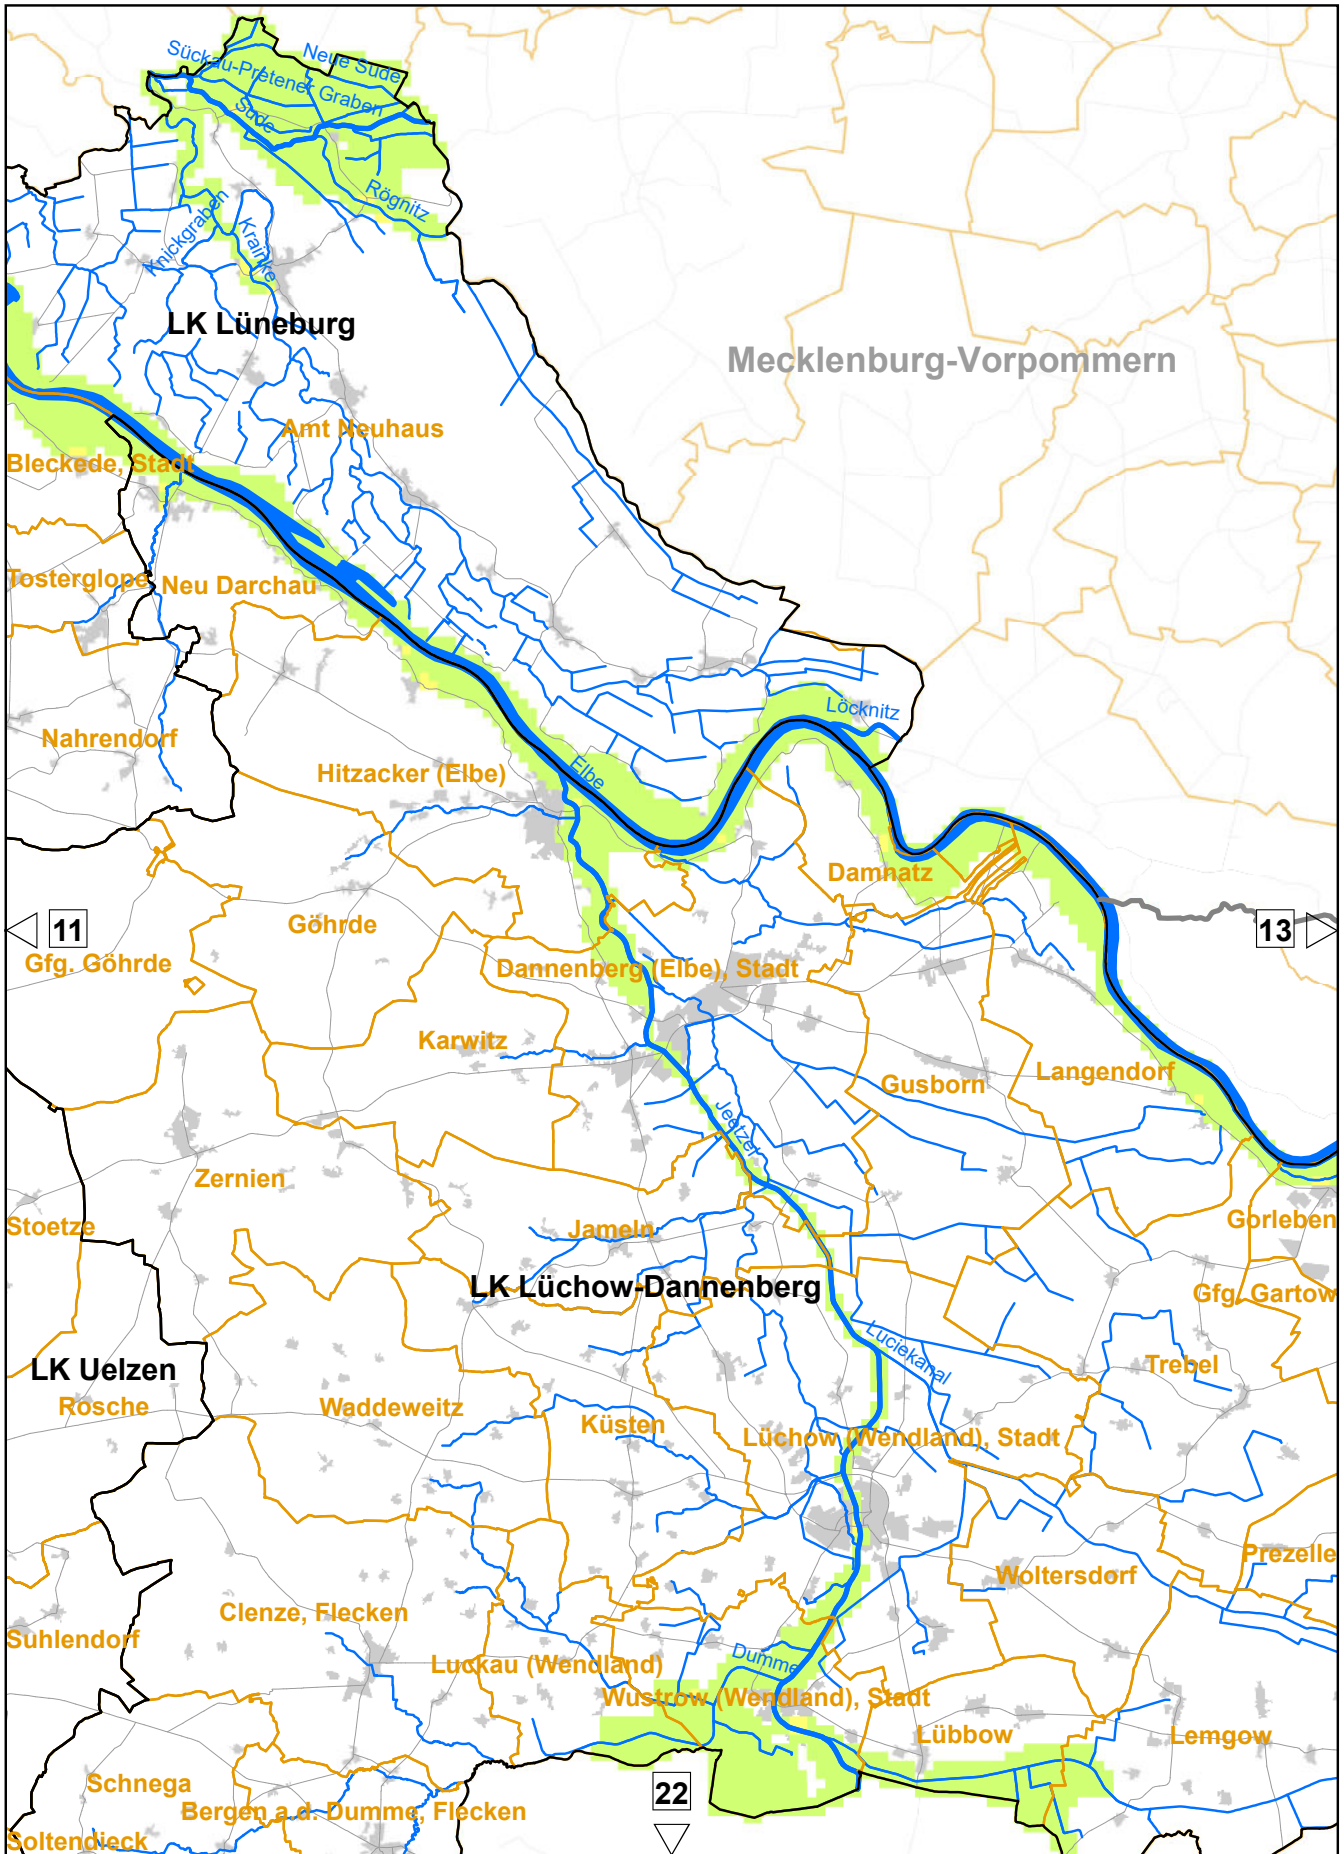 Neue Sude
Sückau-Pretener Graben
Sude
Rögnitz
Knickgraben
Krainke
LK Lüneburg
Mecklenburg-Vorpommern
Amt Neuhaus
Bleckede, Stadt
Tosterglope
Neu Darchau
Löcknitz
Nahrendorf
Hitzacker (Elbe)
Elbe
Damnatz
11
Göhrde
13
Gfg. Göhrde
Dannenberg (Elbe), Stadt
Karwitz
Gusborn
Langendorf
Jeetzel
Zernien
Stoetze
Jameln
Gorleben
LK Lüchow-Dannenberg
Gfg. Gartow
Luciekanal
LK Uelzen
Trebel
Rosche
Waddeweitz
Küsten
Lüchow (Wendland), Stadt
Prezelle
Woltersdorf
Clenze, Flecken
Suhlendorf
Luckau (Wendland)
Dumme
Wustrow (Wendland), Stadt
Lübbow
Lemgow
Schnega
22
Bergen a.d. Dumme, Flecken
Soltendieck